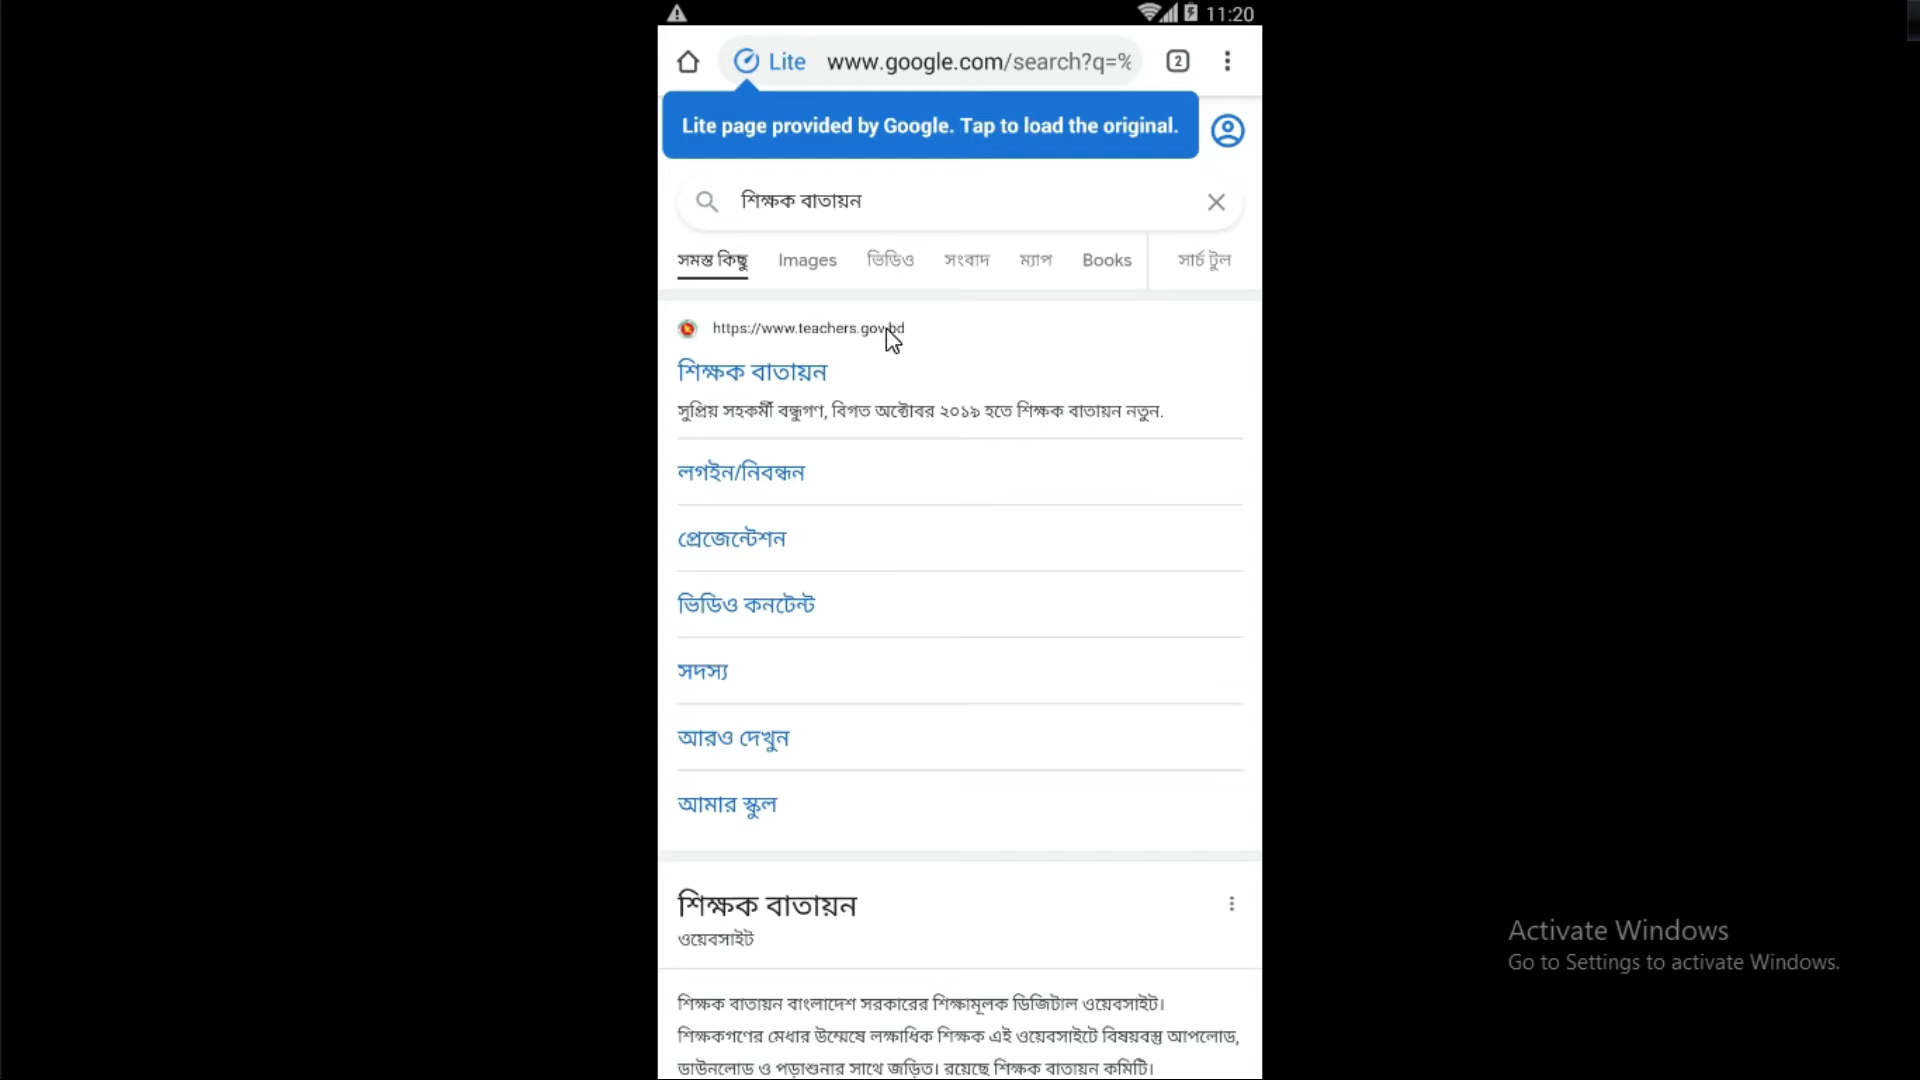 11:20
Lite www.google.com/search?q=% 2
Lite page provided by Google. Tap to load the original.
শিক্ষক বাতায়ন
সমস্ত কিছু Images ভিডিও সংবাদ ম্যাপ Books সার্চ টুল
https://www.teachers.gov.bd
শিক্ষক বাতায়ন
সুপ্রিয় সহকর্মী বন্ধুগণ, বিগত অক্টোবর ২০১৯ হতে শিক্ষক বাতায়ন নতুন.
লগইন/নিবন্ধন
প্রেজেন্টেশন
ভিডিও কনটেন্ট
সদস্য
আরও দেখুন
আমার স্কুল
শিক্ষক বাতায়ন
ওয়েবসাইট
শিক্ষক বাতায়ন বাংলাদেশ সরকারের শিক্ষামূলক ডিজিটাল ওয়েবসাইট।
শিক্ষকগণের মেধার উম্মেষে লক্ষাধিক শিক্ষক এই ওয়েবসাইটে বিষয়বস্তু আপলোড,
ডাউনলোড ও পড়াশুনার সাথে জড়িত। রয়েছে শিক্ষক বাতায়ন কমিটি।
Activate Windows
Go to Settings to activate Windows.